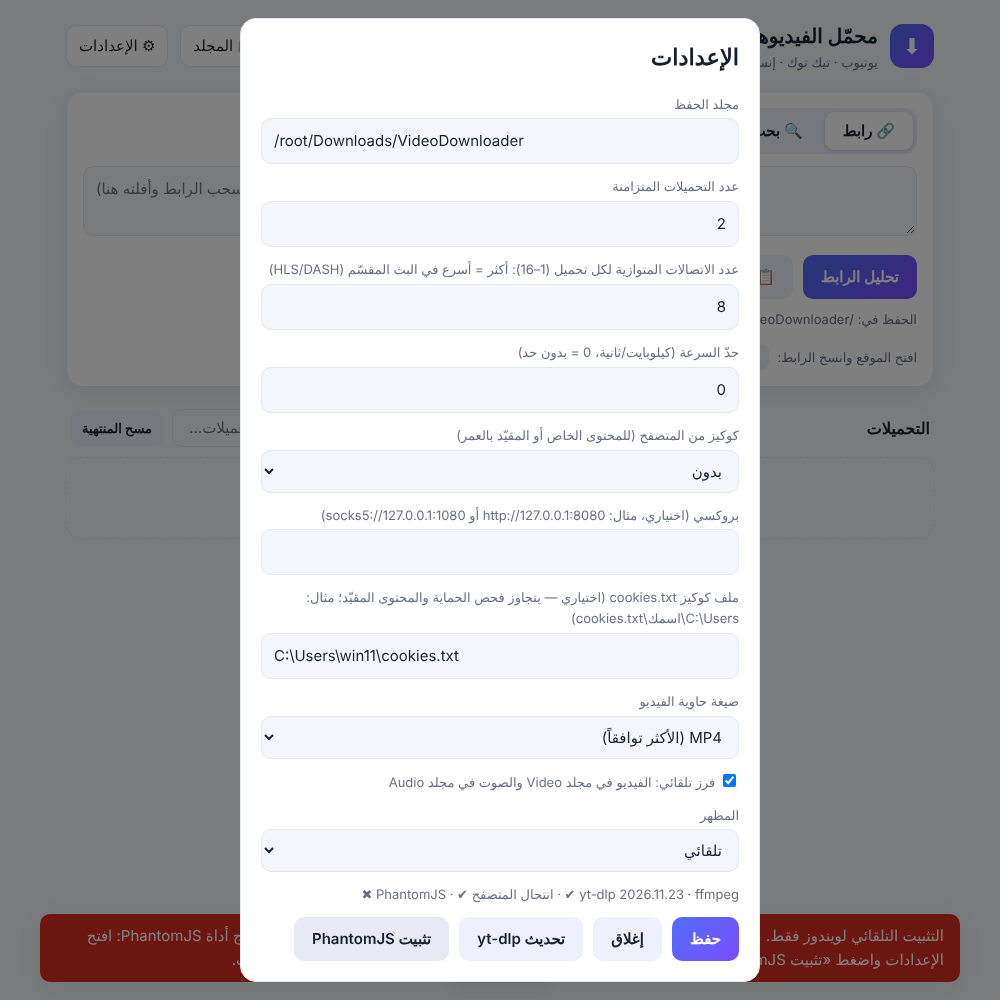 محمّل الفيديوه
يوتيوب · تيك توك · إنس
المجلد
⚙ الإعدادات
🔗 رابط
🔍 بحث
سحب الرابط وأفلته هنا)
تحليل الرابط
الحفظ في: /eoDownloader
افتح الموقع وانسخ الرابط:
التحميلات
ميلات...
مسح المنتهية
الإعدادات
مجلد الحفظ
/root/Downloads/VideoDownloader
عدد التحميلات المتزامنة
2
عدد الاتصالات المتوازية لكل تحميل (1–16): أكثر = أسرع في البث المقسّم (HLS/DASH)
8
حدّ السرعة (كيلوبايت/ثانية، 0 = بدون حد)
0
كوكيز من المتصفح (للمحتوى الخاص أو المقيّد بالعمر)
بدون
بروكسي (اختياري، مثال: http://127.0.0.1:8080 أو socks5://127.0.0.1:1080)
ملف كوكيز cookies.txt (اختياري — يتجاوز فحص الحماية والمحتوى المقيّد؛ مثال:
C:\Users\اسمك\cookies.txt)
C:\Users\win11\cookies.txt
صيغة حاوية الفيديو
MP4 (الأكثر توافقاً)
فرز تلقائي: الفيديو في مجلد Video والصوت في مجلد Audio
المظهر
تلقائي
yt-dlp 2026.11.23 · ffmpeg ✔ · انتحال المتصفح ✔ · PhantomJS ✖
حفظ
إغلاق
تحديث yt-dlp
تثبيت PhantomJS
التثبيت التلقائي لويندوز فقط.
ج أداة PhantomJS: افتح
الإعدادات واضغط «تثبيت